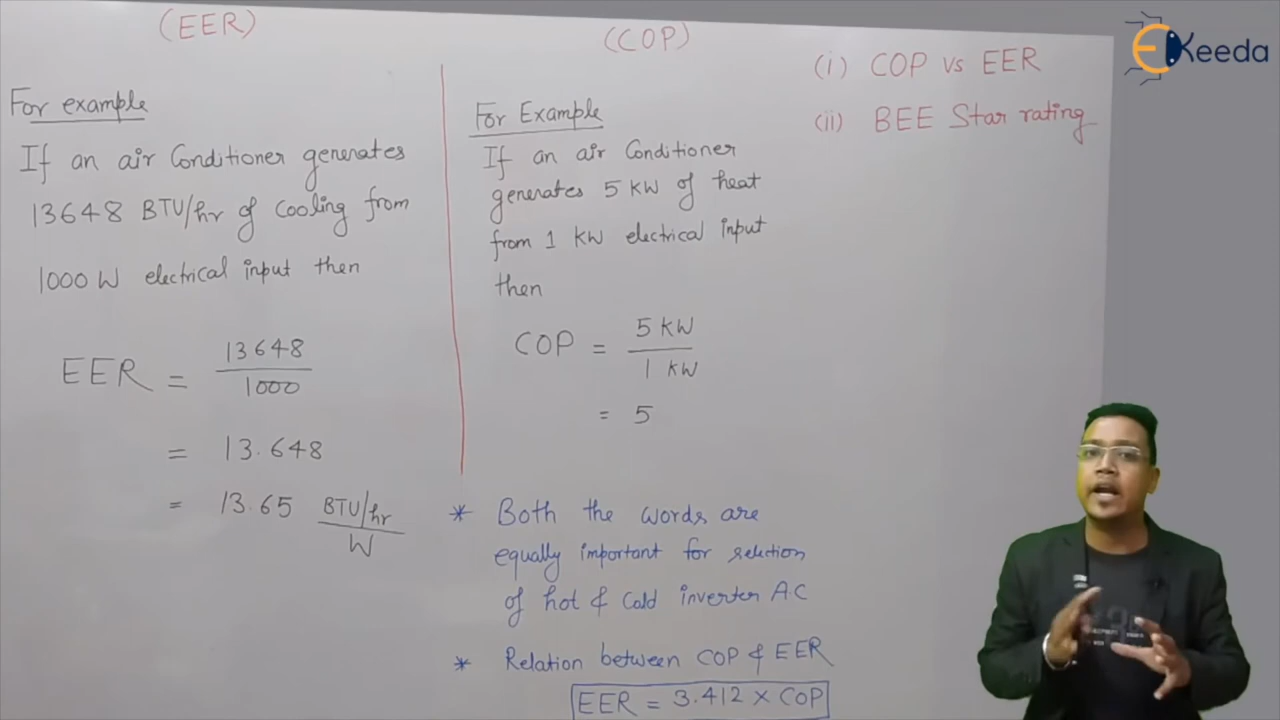 (EER)
For example
If an air Conditioner generates
13648 BTU/hr of Cooling from
1000 W electrical input then
EER = 13648
1000
= 13.648
= 13.65 BTU/hr
W
(COP)
For Example
If an air Conditioner
generates 5 KW of heat
from 1 KW electrical input
then
COP = 5 KW
1 KW
= 5
* Both the words are
equally important for selection
of hot & Cold inverter A.C
* Relation between COP & EER
EER = 3.412 × COP
(i) COP vs EER
(ii) BEE Star rating
EKeeda